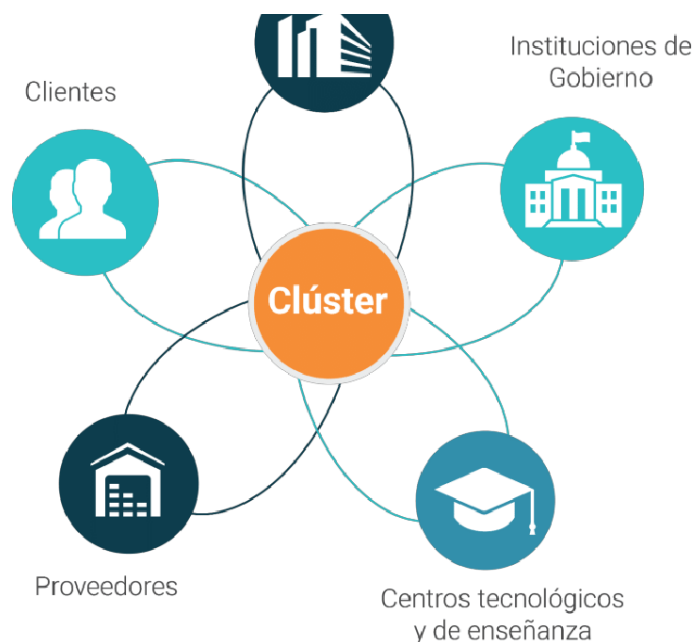 Instituciones de
Gobierno
Clientes
Clúster
Proveedores
Centros tecnológicos
y de enseñanza